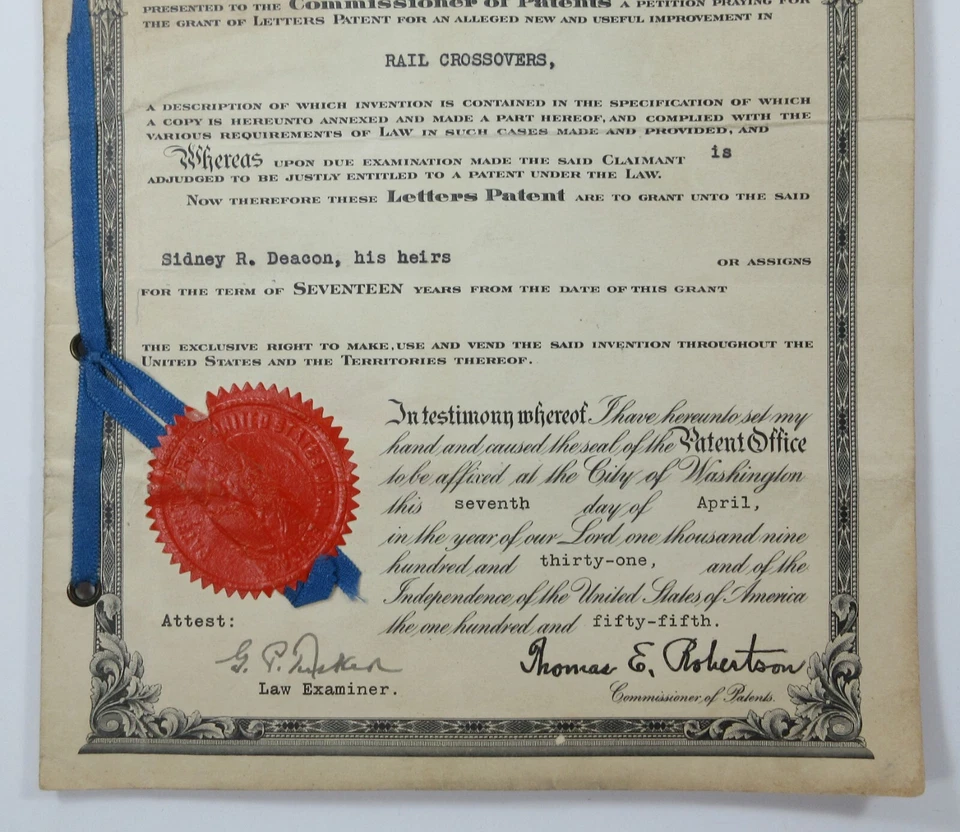 PRESENTED TO THE Commissioner of Patents A PETITION PRAYING FOR
THE GRANT OF LETTERS PATENT FOR AN ALLEGED NEW AND USEFUL IMPROVEMENT IN
RAIL CROSSOVERS,
A DESCRIPTION OF WHICH INVENTION IS CONTAINED IN THE SPECIFICATION OF WHICH
A COPY IS HEREUNTO ANNEXED AND MADE A PART HEREOF, AND COMPLIED WITH THE
VARIOUS REQUIREMENTS OF LAW IN SUCH CASES MADE AND PROVIDED, AND
Whereas UPON DUE EXAMINATION MADE THE SAID CLAIMANT is
ADJUDGED TO BE JUSTLY ENTITLED TO A PATENT UNDER THE LAW.
NOW THEREFORE THESE Letters Patent ARE TO GRANT UNTO THE SAID
Sidney R. Deacon, his heirs OR ASSIGNS
FOR THE TERM OF SEVENTEEN YEARS FROM THE DATE OF THIS GRANT
THE EXCLUSIVE RIGHT TO MAKE, USE AND VEND THE SAID INVENTION THROUGHOUT THE
UNITED STATES AND THE TERRITORIES THEREOF.
In testimony whereof I have hereunto set my
hand and caused the seal of the Patent Office
to be affixed at the City of Washington
this seventh day of April,
in the year of our Lord one thousand nine
hundred and thirty-one, and of the
Independence of the United States of America
the one hundred and fifty-fifth.
Attest:
G. P. Tucker
Law Examiner.
Thomas E. Robertson
Commissioner of Patents.